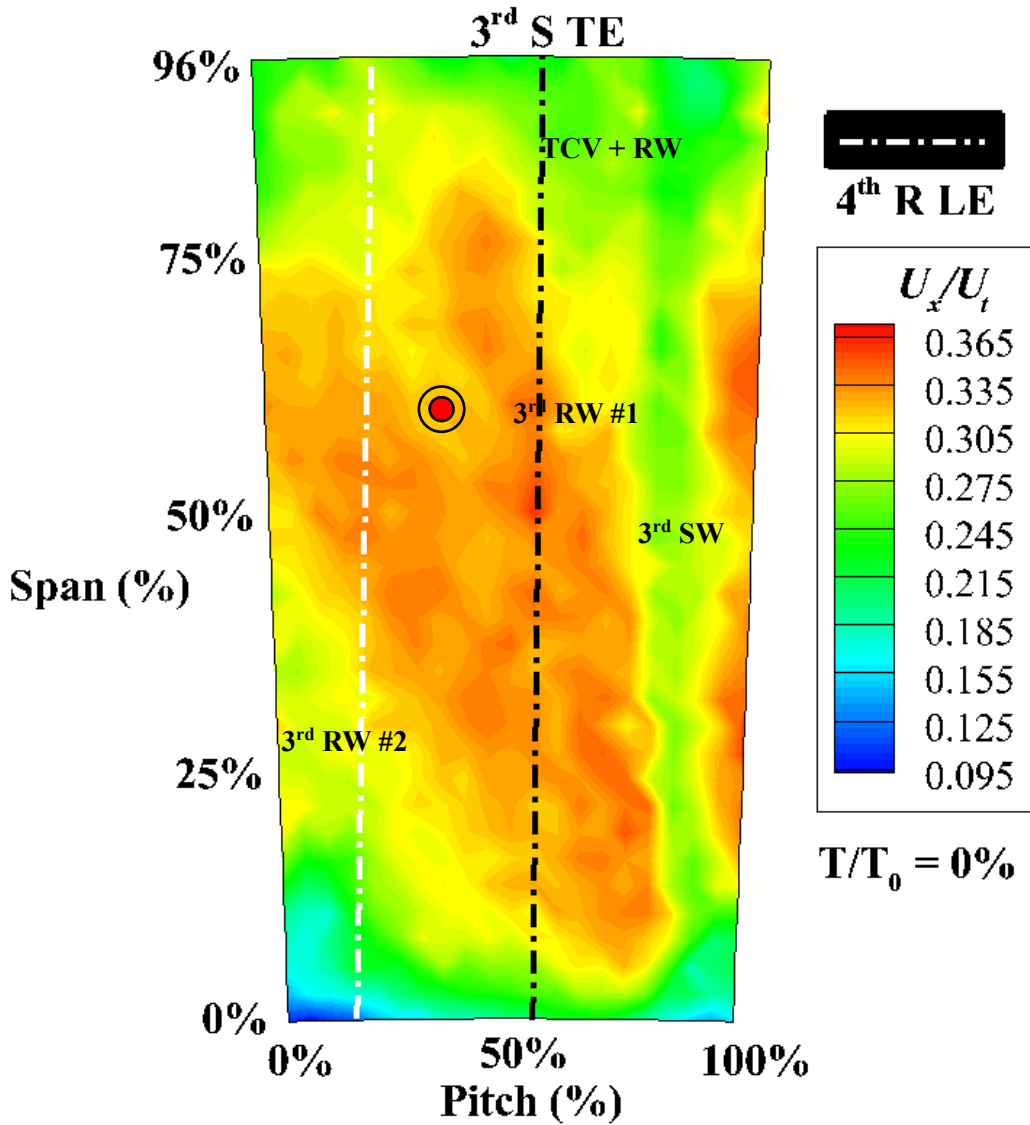 3rd S TE
96%
TCV + RW
4th R LE
75%
Ux/Ut
0.365
0.335
0.305
0.275
0.245
0.215
0.185
0.155
0.125
0.095
3rd RW #1
50%
3rd SW
Span (%)
3rd RW #2
25%
T/T0 = 0%
0%
0%
50%
100%
Pitch (%)